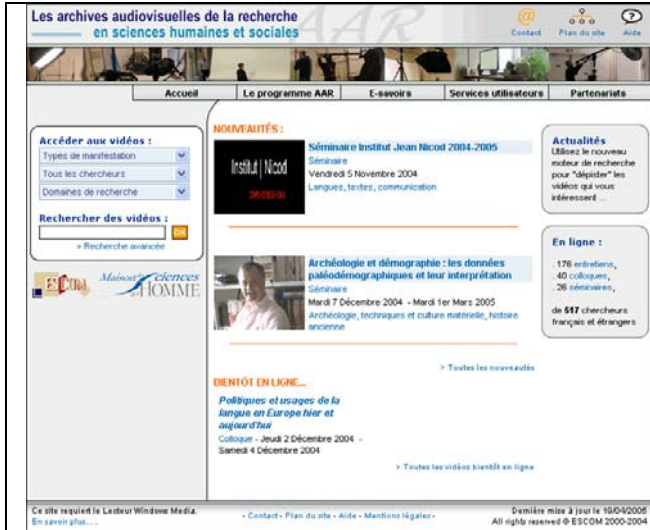 Les archives audiovisuelles de la recherche
en sciences humaines et sociales
AAR
Contact
Plan du site
Aide
Accueil
Le programme AAR
E-savoirs
Services utilisateurs
Partenariats
Accéder aux vidéos :
Types de manifestation
Tous les chercheurs
Domaines de recherche
Rechercher des vidéos :
OK
» Recherche avancée
ESCOM
Maison des Sciences
de l'HOMME
NOUVEAUTÉS :
Institut | Nicod
Séminaire Institut Jean Nicod 2004-2005
Séminaire
Vendredi 5 Novembre 2004
Langues, textes, communication
Archéologie et démographie : les données
paléodémographiques et leur interprétation
Séminaire
Mardi 7 Décembre 2004 - Mardi 1er Mars 2005
Archéologie, techniques et culture matérielle, histoire
ancienne
> Toutes les nouveautés
BIENTÔT EN LIGNE...
Politiques et usages de la
langue en Europe hier et
aujourd'hui
Colloque - Jeudi 2 Décembre 2004 -
Samedi 4 Décembre 2004
> Toutes les vidéos bientôt en ligne
Actualités
Utilisez le nouveau
moteur de recherche
pour "dépister" les
vidéos qui vous
intéressent ...
En ligne :
. 176 entretiens,
. 40 colloques,
. 26 séminaires,
de 517 chercheurs
français et étrangers
Ce site requiert le Lecteur Windows Media.
En savoir plus....
- Contact - Plan du site - Aide - Mentions légales -
Dernière mise à jour le 19/04/2005
All rights reserved © ESCOM 2000-2004